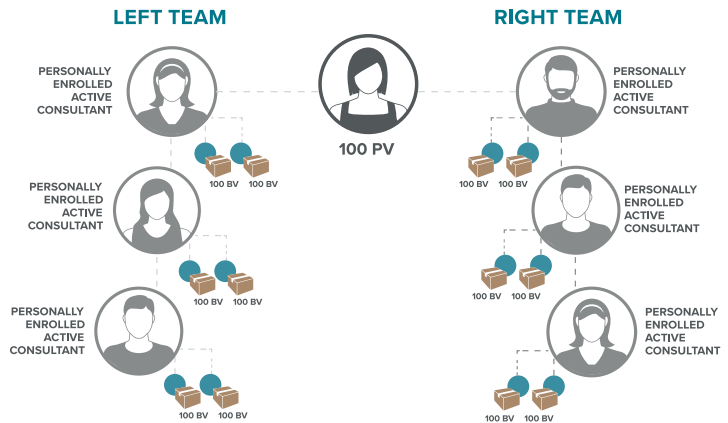 LEFT TEAM
RIGHT TEAM
PERSONALLY
ENROLLED
ACTIVE
CONSULTANT
100 PV
PERSONALLY
ENROLLED
ACTIVE
CONSULTANT
100 BV
100 BV
100 BV
100 BV
PERSONALLY
ENROLLED
ACTIVE
CONSULTANT
PERSONALLY
ENROLLED
ACTIVE
CONSULTANT
100 BV
100 BV
100 BV
100 BV
PERSONALLY
ENROLLED
ACTIVE
CONSULTANT
PERSONALLY
ENROLLED
ACTIVE
CONSULTANT
100 BV
100 BV
100 BV
100 BV